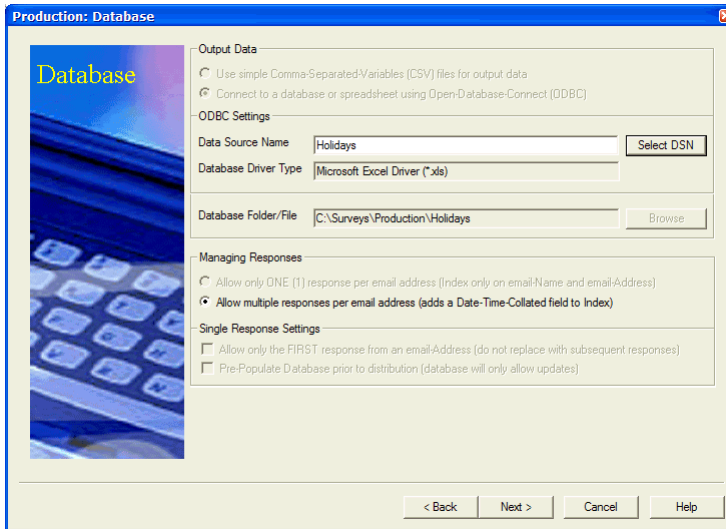 Production: Database
Database
Output Data
Use simple Comma-Separated-Variables (CSV) files for output data
Connect to a database or spreadsheet using Open-Database-Connect (ODBC)
ODBC Settings
Data Source Name
Holidays
Select DSN
Database Driver Type
Microsoft Excel Driver (*.xls)
Database Folder/File
C:\Surveys\Production\Holidays
Browse
Managing Responses
Allow only ONE (1) response per email address (Index only on email-Name and email-Address)
Allow multiple responses per email address (adds a Date-Time-Collated field to Index)
Single Response Settings
Allow only the FIRST response from an email-Address (do not replace with subsequent responses)
Pre-Populate Database prior to distribution (database will only allow updates)
< Back
Next >
Cancel
Help